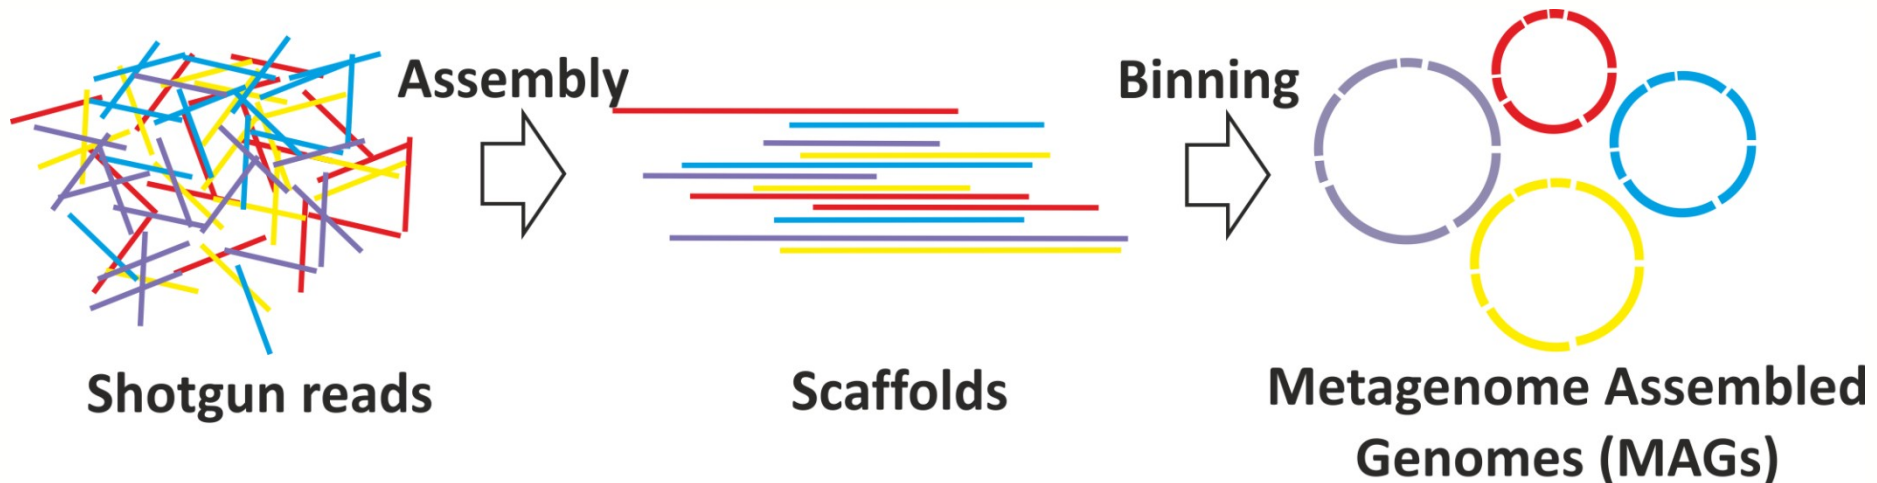 Assembly
Binning
Shotgun reads
Scaffolds
Metagenome Assembled
Genomes (MAGs)